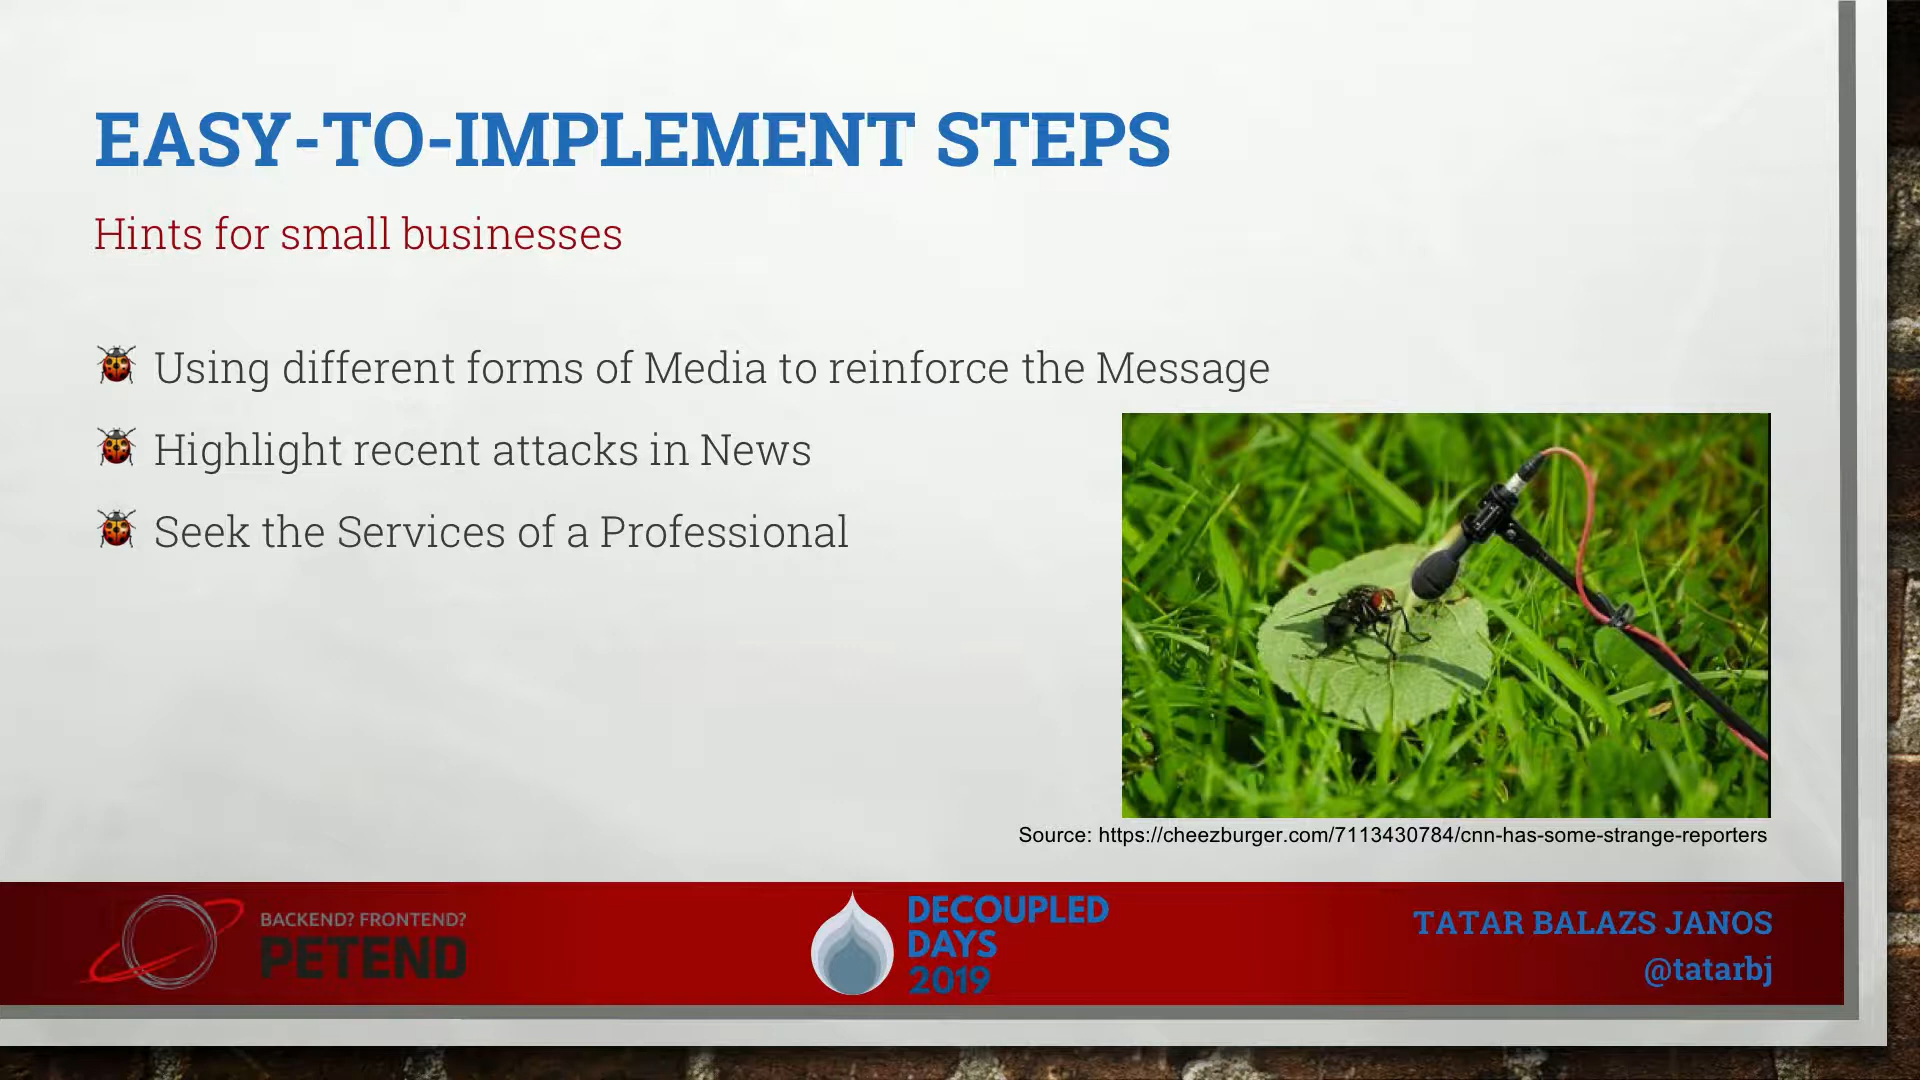 EASY-TO-IMPLEMENT STEPS
Hints for small businesses
Using different forms of Media to reinforce the Message
Highlight recent attacks in News
Seek the Services of a Professional
Source: https://cheezburger.com/7113430784/cnn-has-some-strange-reporters
BACKEND? FRONTEND?
PETEND
DECOUPLED
DAYS
2019
TATAR BALAZS JANOS
@tatarbj